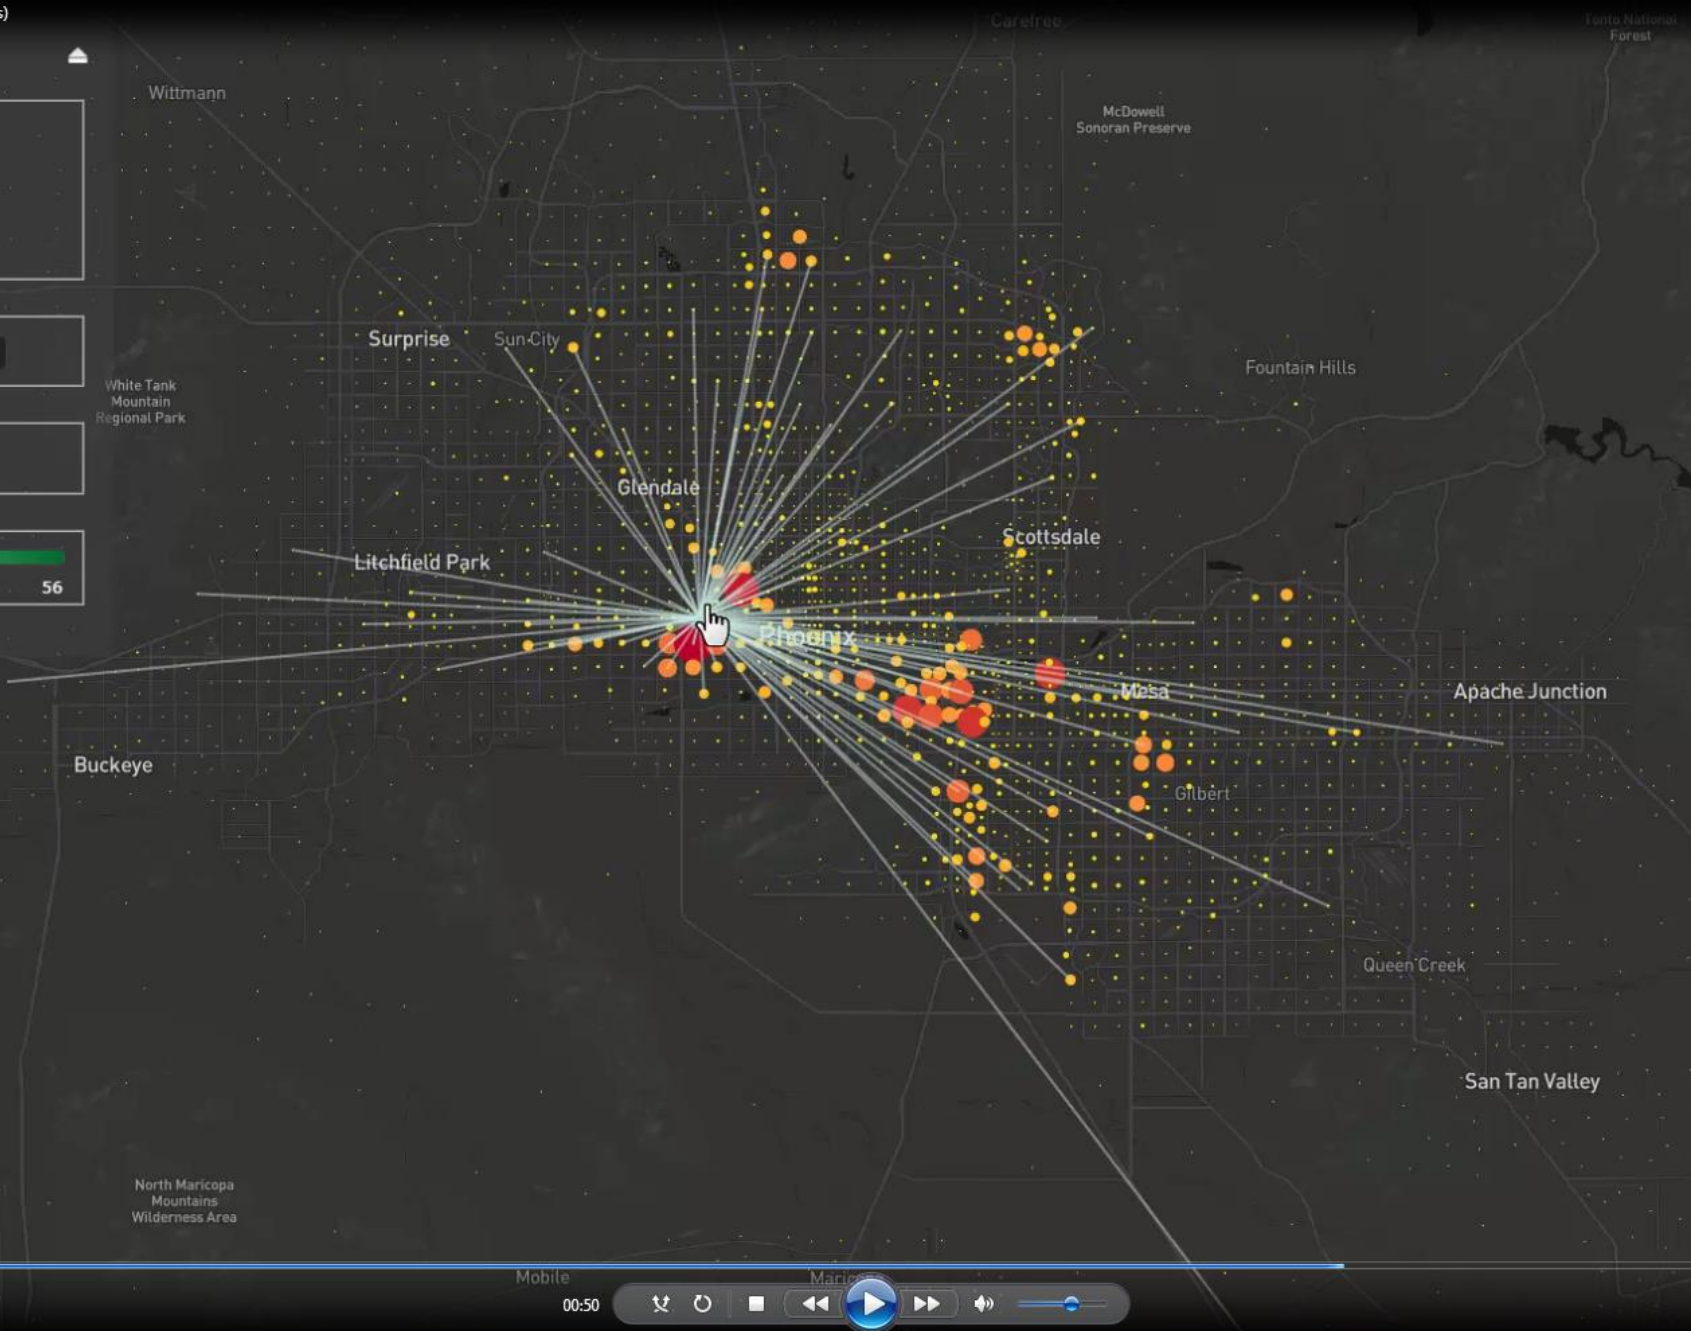 s)
Carefree
Tonto National
Forest
Wittmann
McDowell
Sonoran Preserve
Surprise
Sun City
Fountain Hills
White Tank
Mountain
Regional Park
Glendale
Scottsdale
Litchfield Park
56
Phoenix
Mesa
Apache Junction
Buckeye
Gilbert
Queen Creek
San Tan Valley
North Maricopa
Mountains
Wilderness Area
Mobile
00:50